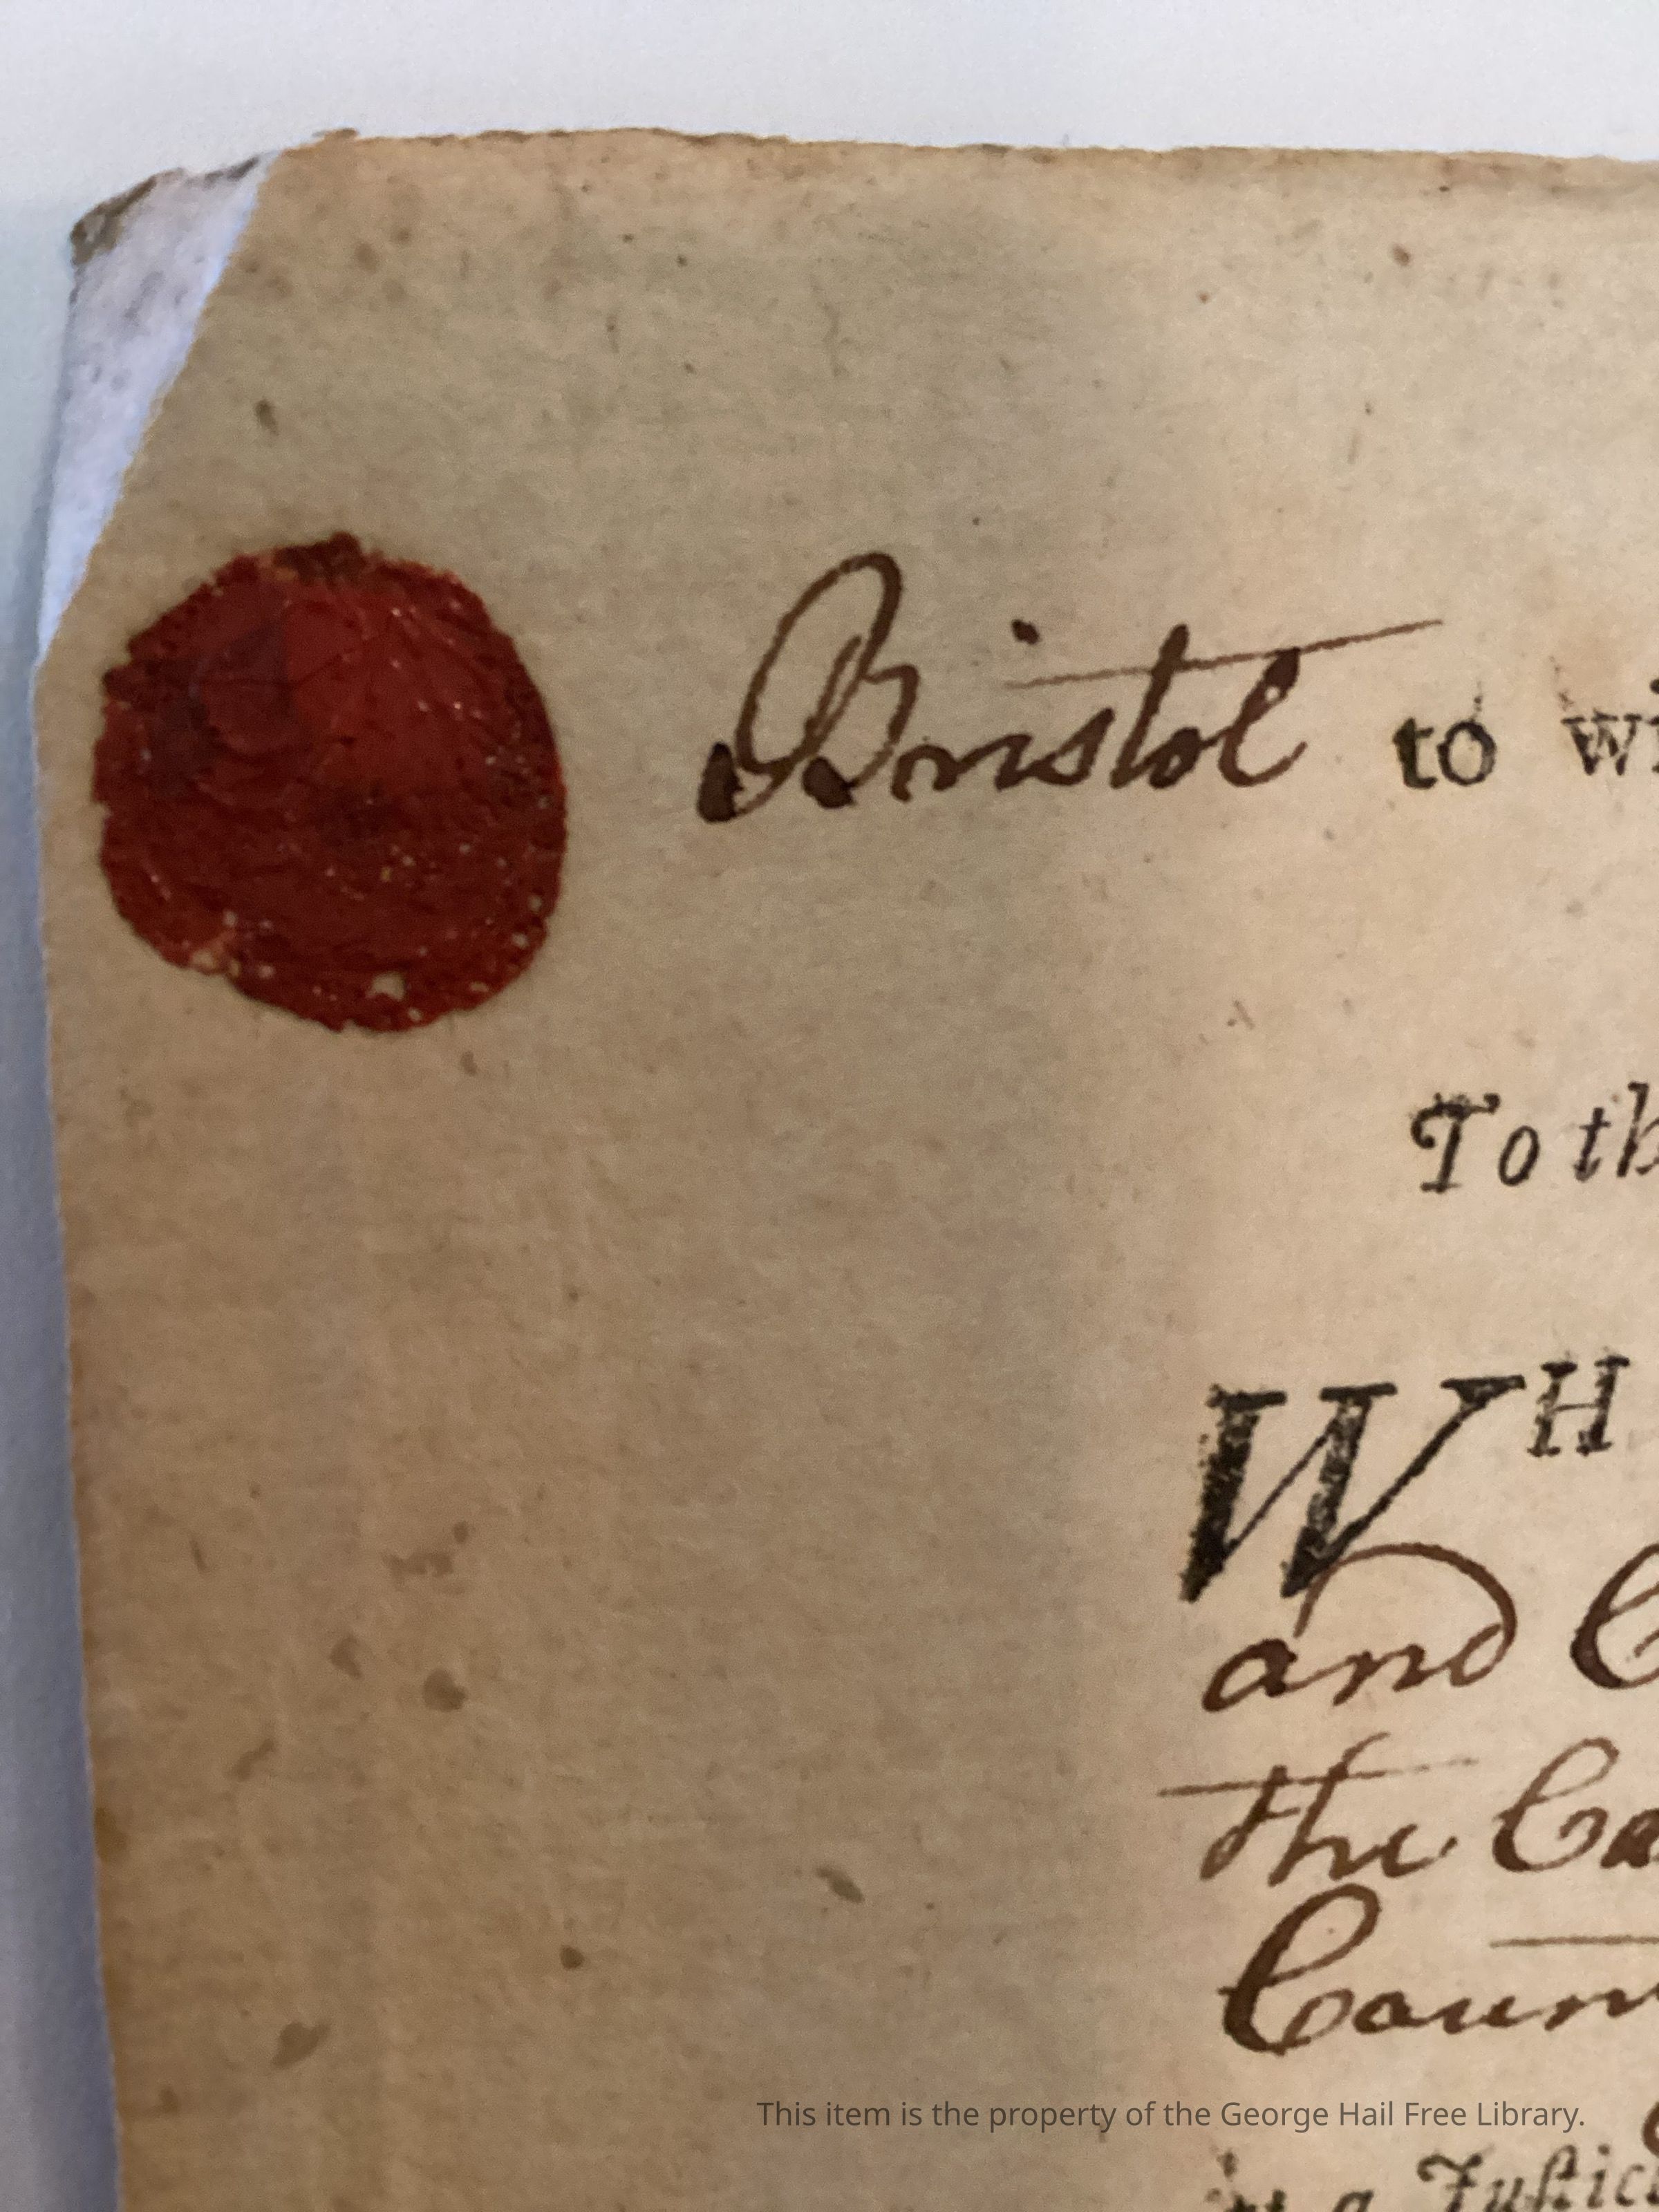 Bristol to wi
To th
WH
and C
the Ca
Coun
This item is the property of the George Hail Free Library.
a Justic